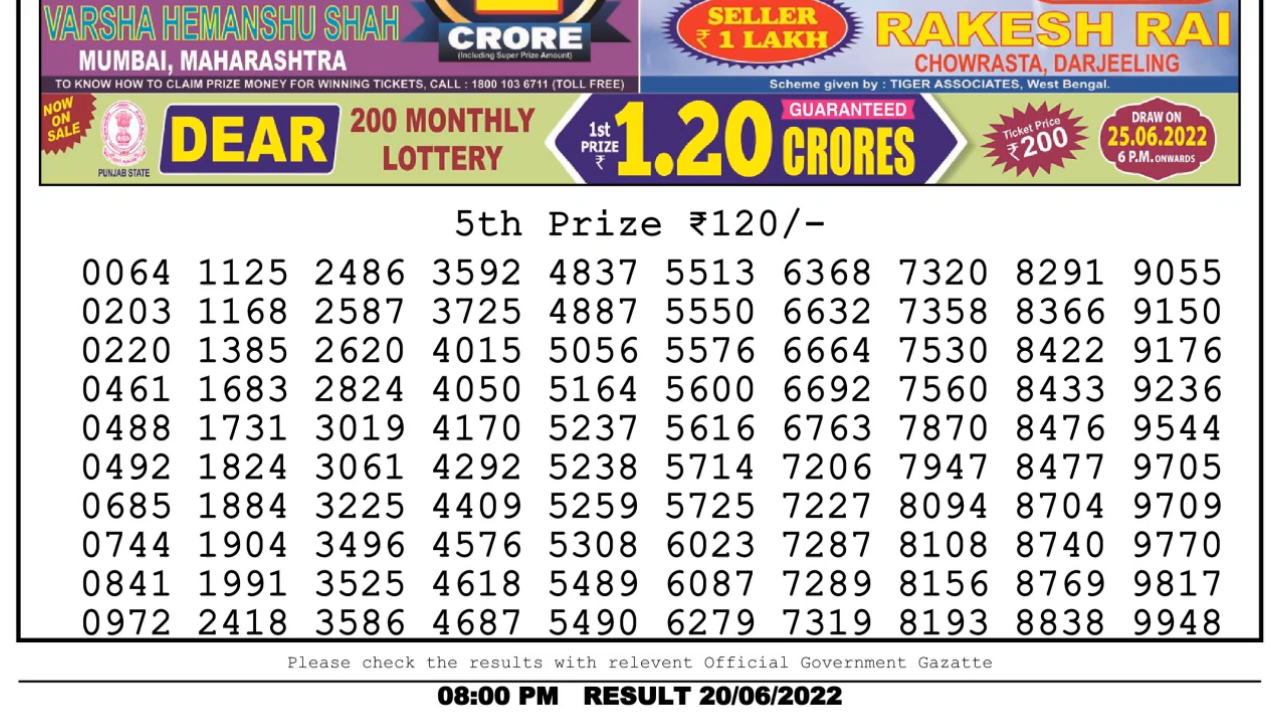 VARSHA HEMANSHU SHAH
MUMBAI, MAHARASHTRA
CRORE
(Including Super Prize Amount)
SELLER
₹ 1 LAKH
RAKESH RAI
CHOWRASTA, DARJEELING
TO KNOW HOW TO CLAIM PRIZE MONEY FOR WINNING TICKETS, CALL : 1800 103 6711 (TOLL FREE)
Scheme given by : TIGER ASSOCIATES, West Bengal.
NOW
ON
SALE
PUNJAB STATE
DEAR
200 MONTHLY
LOTTERY
1st
PRIZE
₹
1.20
GUARANTEED
CRORES
Ticket Price
₹200
DRAW ON
25.06.2022
6 P.M. ONWARDS
5th Prize ₹120/-
0064 1125 2486 3592 4837 5513 6368 7320 8291 9055
0203 1168 2587 3725 4887 5550 6632 7358 8366 9150
0220 1385 2620 4015 5056 5576 6664 7530 8422 9176
0461 1683 2824 4050 5164 5600 6692 7560 8433 9236
0488 1731 3019 4170 5237 5616 6763 7870 8476 9544
0492 1824 3061 4292 5238 5714 7206 7947 8477 9705
0685 1884 3225 4409 5259 5725 7227 8094 8704 9709
0744 1904 3496 4576 5308 6023 7287 8108 8740 9770
0841 1991 3525 4618 5489 6087 7289 8156 8769 9817
0972 2418 3586 4687 5490 6279 7319 8193 8838 9948
Please check the results with relevent Official Government Gazatte
08:00 PM RESULT 20/06/2022